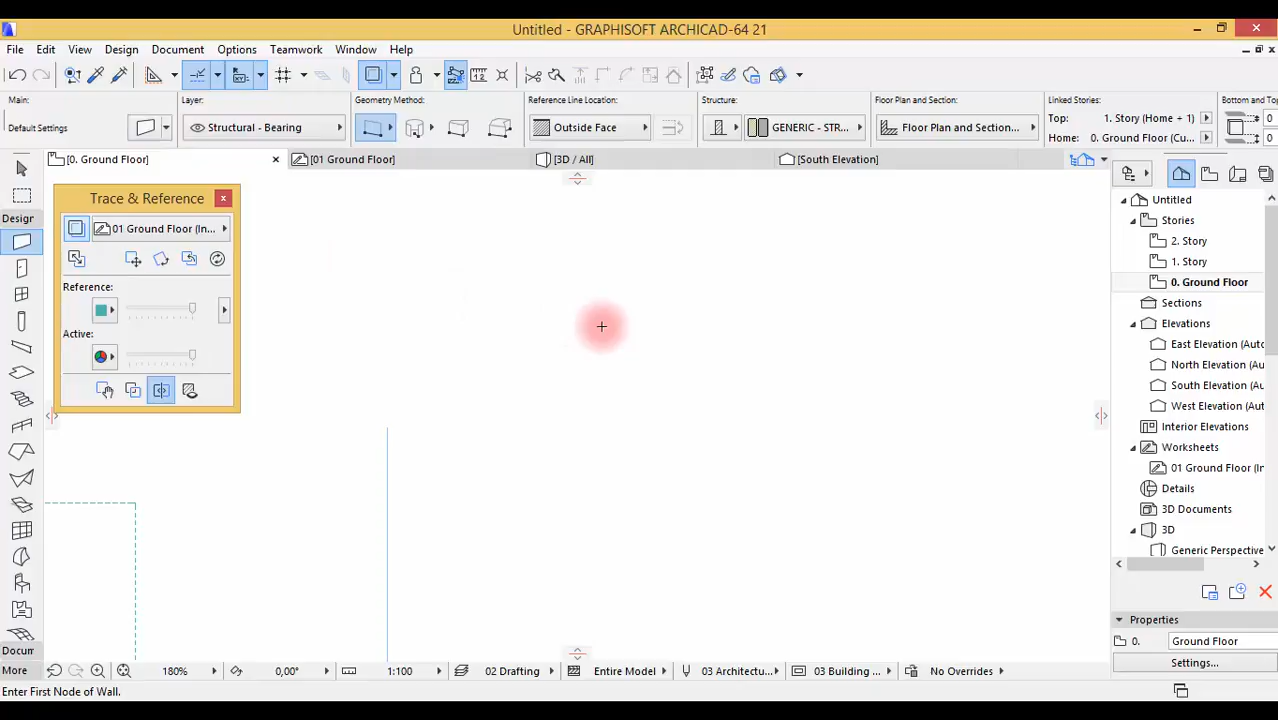 Untitled - GRAPHISOFT ARCHICAD-64 21
File Edit View Design Document Options Teamwork Window Help
Main:
Default Settings
Layer:
Structural - Bearing
Geometry Method:
Reference Line Location:
Outside Face
Structure:
GENERIC - STR...
Floor Plan and Section:
Floor Plan and Section...
Linked Stories:
1. Story (Home + 1)
Home: 0. Ground Floor (Cu...
Bottom and To
[0. Ground Floor]
[01 Ground Floor]
[3D / All]
[South Elevation]
Design
Trace & Reference
01 Ground Floor (In...
Reference:
Active:
Untitled
Stories
2. Story
1. Story
0. Ground Floor
Sections
Elevations
East Elevation (Aut
North Elevation (Au
South Elevation (Au
West Elevation (Au
Interior Elevations
Worksheets
01 Ground Floor (In
Details
3D Documents
3D
Generic Perspective
Properties
0. Ground Floor
Settings...
Docum
More
180%
0,00°
1:100
02 Drafting
Entire Model
03 Architectu...
03 Building ...
No Overrides
Enter First Node of Wall.